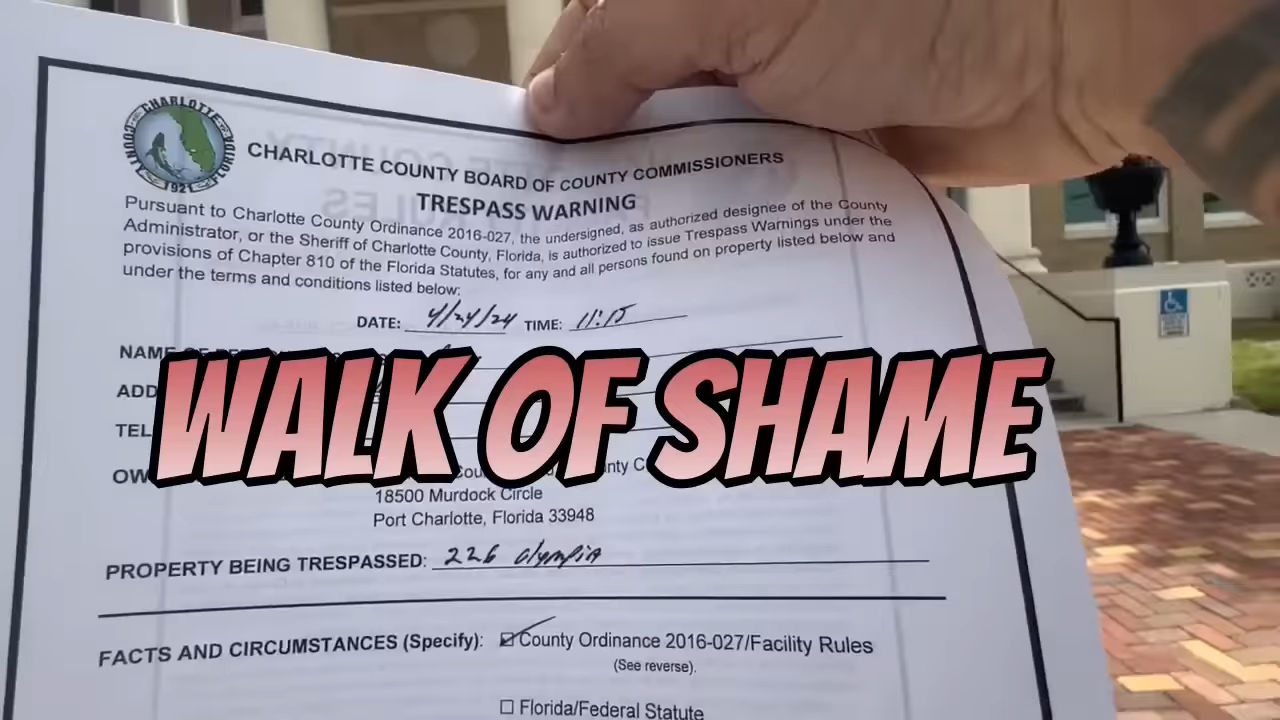 CHARLOTTE COUNTY FLORIDA
1921
CHARLOTTE COUNTY BOARD OF COUNTY COMMISSIONERS
TRESPASS WARNING
Pursuant to Charlotte County Ordinance 2016-027, the undersigned, as authorized designee of the County
Administrator, or the Sheriff of Charlotte County, Florida, is authorized to issue Trespass Warnings under the
provisions of Chapter 810 of the Florida Statutes, for any and all persons found on property listed below and
under the terms and conditions listed below:
DATE: 4/24/24 TIME: 11:15
NAME OF
WALK OF SHAME
18500 Murdock Circle
Port Charlotte, Florida 33948
PROPERTY BEING TRESPASSED: 226 Olympia
FACTS AND CIRCUMSTANCES (Specify): ☑ County Ordinance 2016-027/Facility Rules
(See reverse).
☐ Florida/Federal Statute